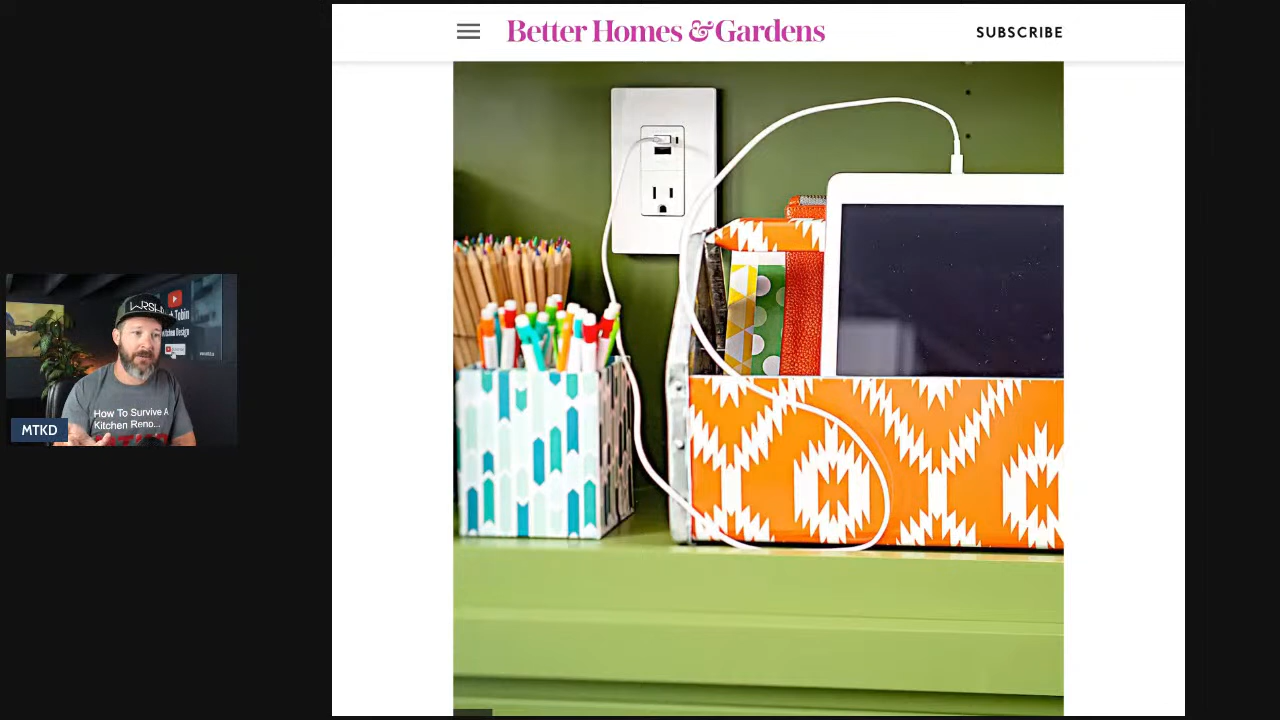 Better Homes & Gardens
SUBSCRIBE
How To Survive A
Kitchen Reno...
MTKD